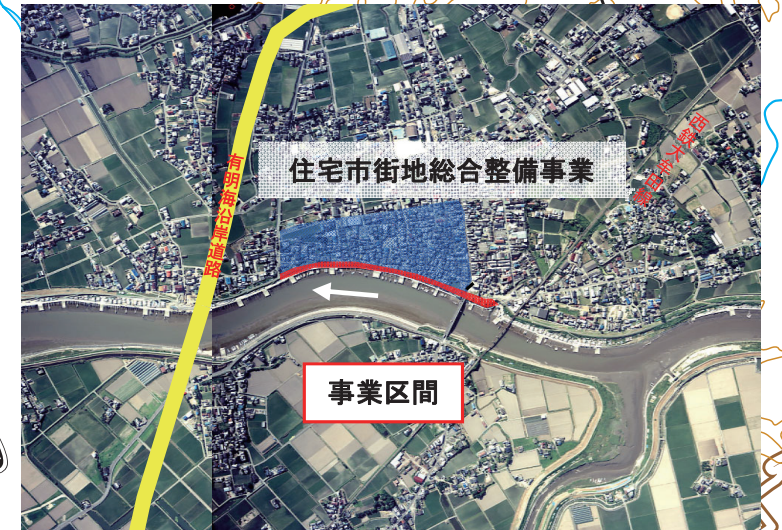 住宅市街地総合整備事業
有明海沿岸道路
西鉄大牟田線
事業区間